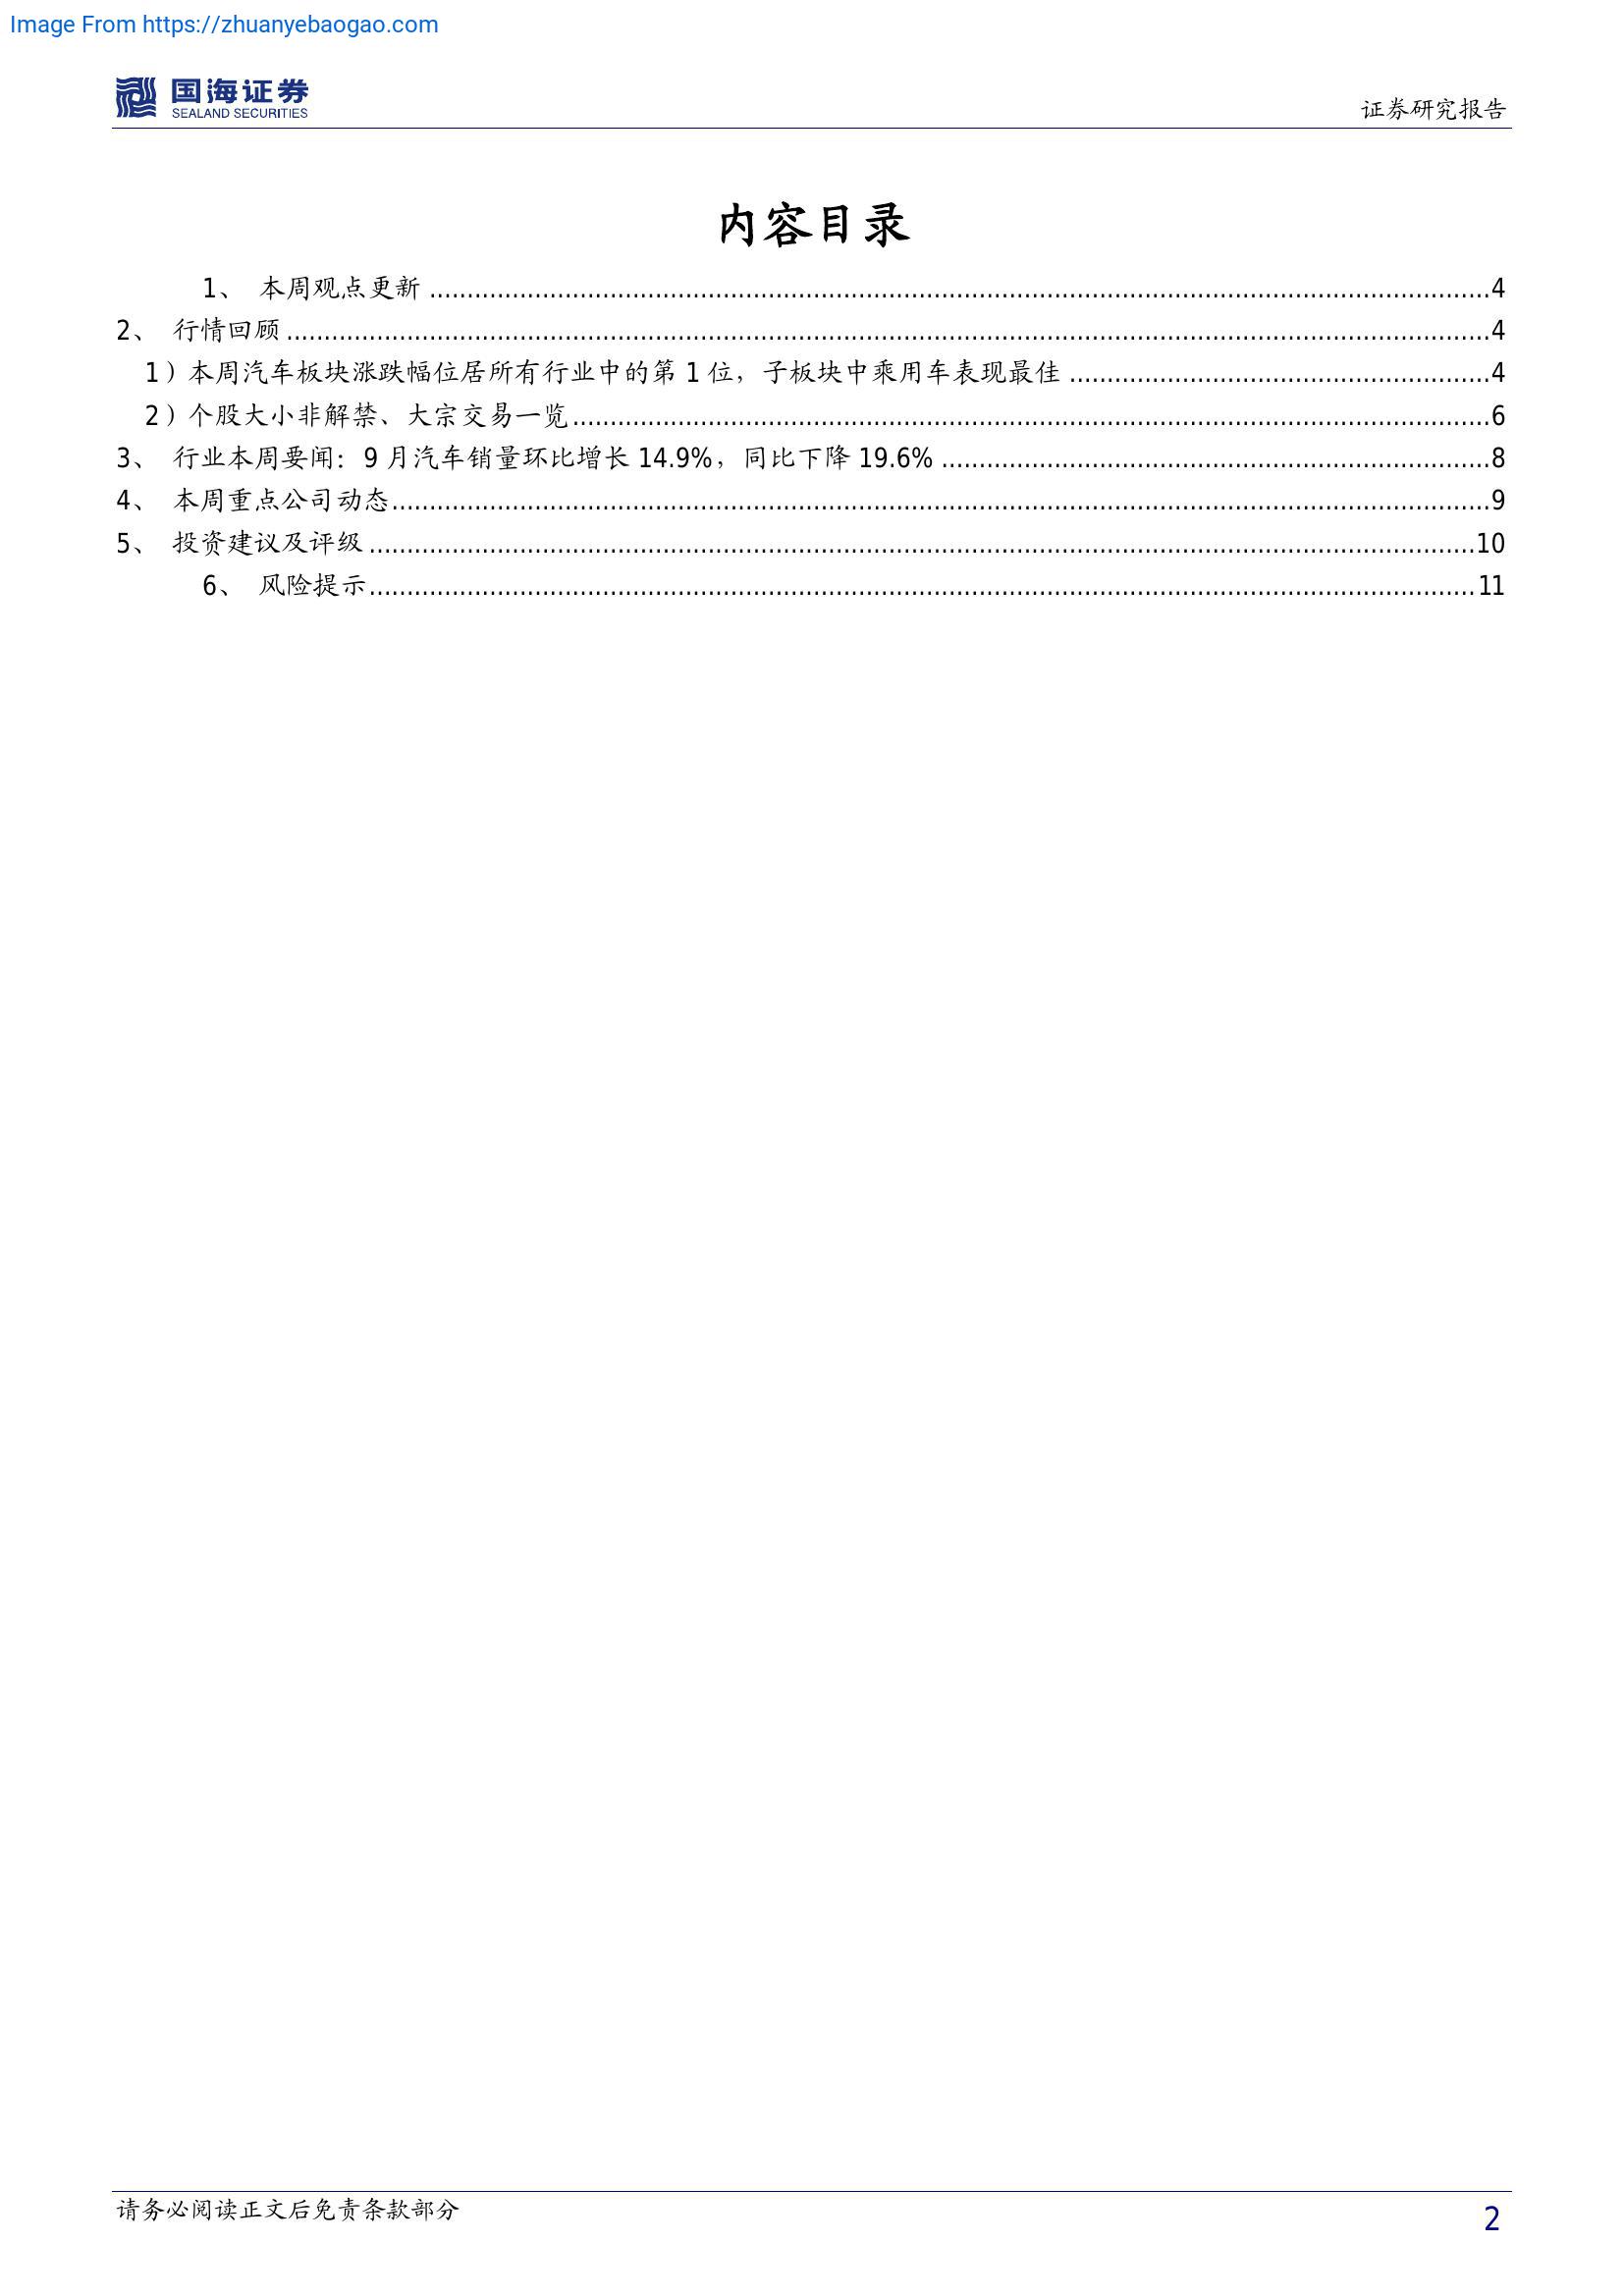 Image From https://zhuanyebaogao.com
国海证券
SEALAND SECURITIES
证券研究报告
内容目录
1、 本周观点更新 ........ 4
2、 行情回顾 ........ 4
1）本周汽车板块涨跌幅位居所有行业中的第 1 位，子板块中乘用车表现最佳 ........ 4
2）个股大小非解禁、大宗交易一览 ........ 6
3、 行业本周要闻：9 月汽车销量环比增长 14.9%，同比下降 19.6% ........ 8
4、 本周重点公司动态 ........ 9
5、 投资建议及评级 ........ 10
6、 风险提示 ........ 11
请务必阅读正文后免责条款部分
2